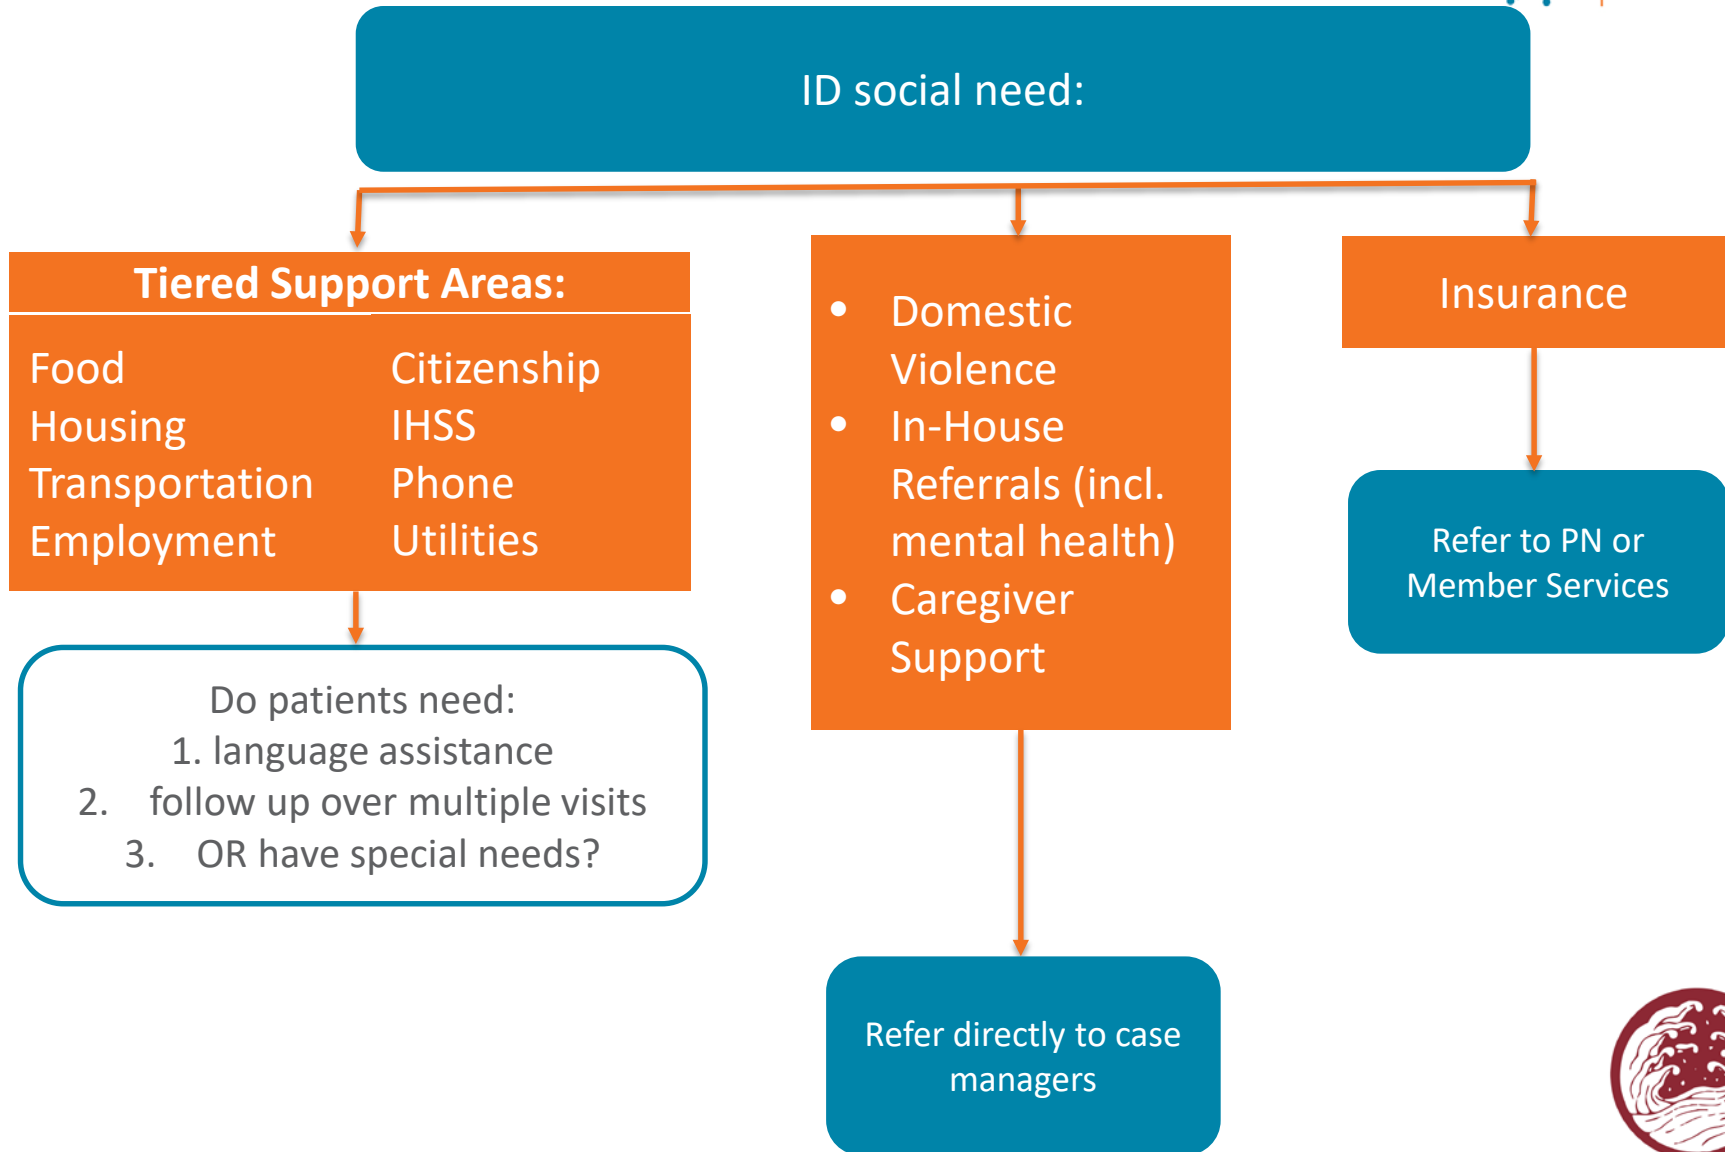 ID social need:
Tiered Support Areas:
Food
Housing
Transportation
Employment
Citizenship
IHSS
Phone
Utilities
Do patients need:
1. language assistance
2. follow up over multiple visits
3. OR have special needs?
• Domestic
Violence
• In-House
Referrals (incl.
mental health)
• Caregiver
Support
Refer directly to case
managers
Insurance
Refer to PN or
Member Services